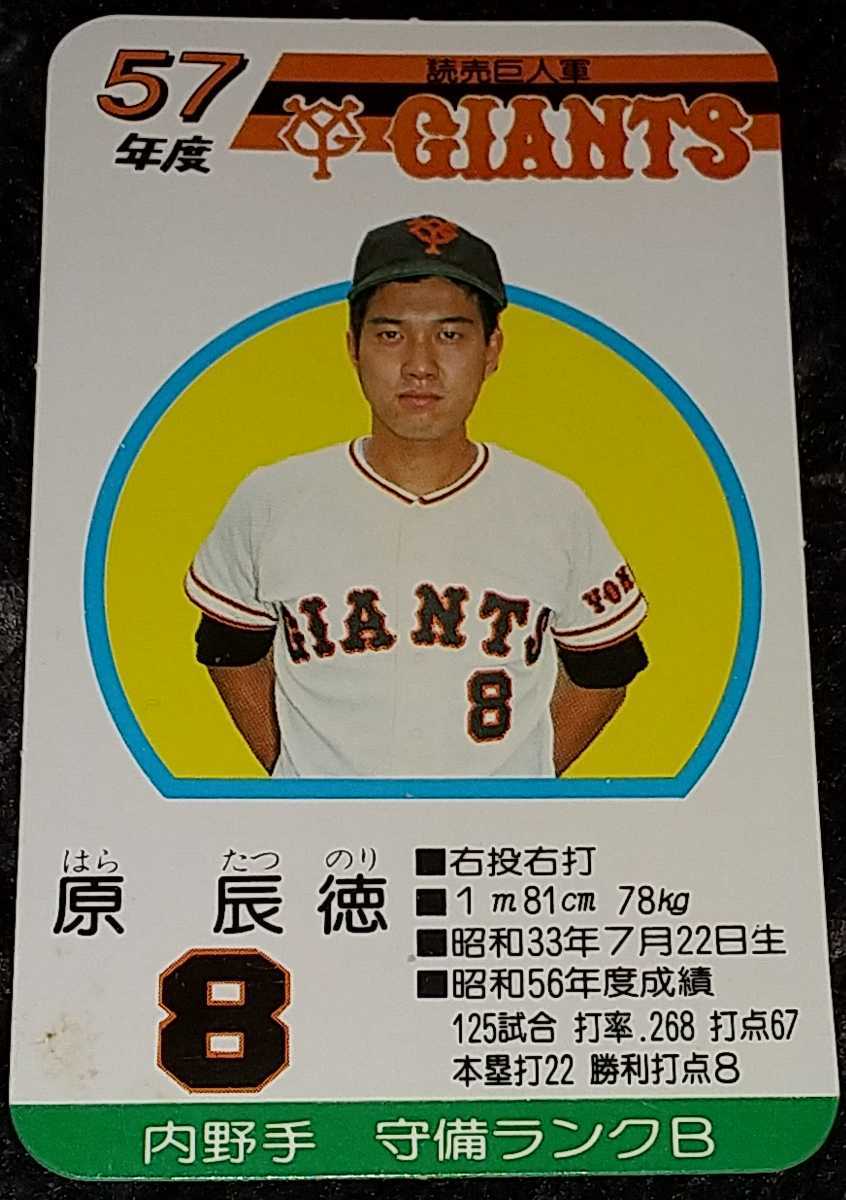 57
年度
読売巨人軍
YG GIANTS
GIANTS
8
YOM
はら たつ のり
原 辰徳
8
■右投右打
■1m81cm 78kg
■昭和33年7月22日生
■昭和56年度成績
125試合 打率.268 打点67
本塁打22 勝利打点8
内野手 守備ランクB